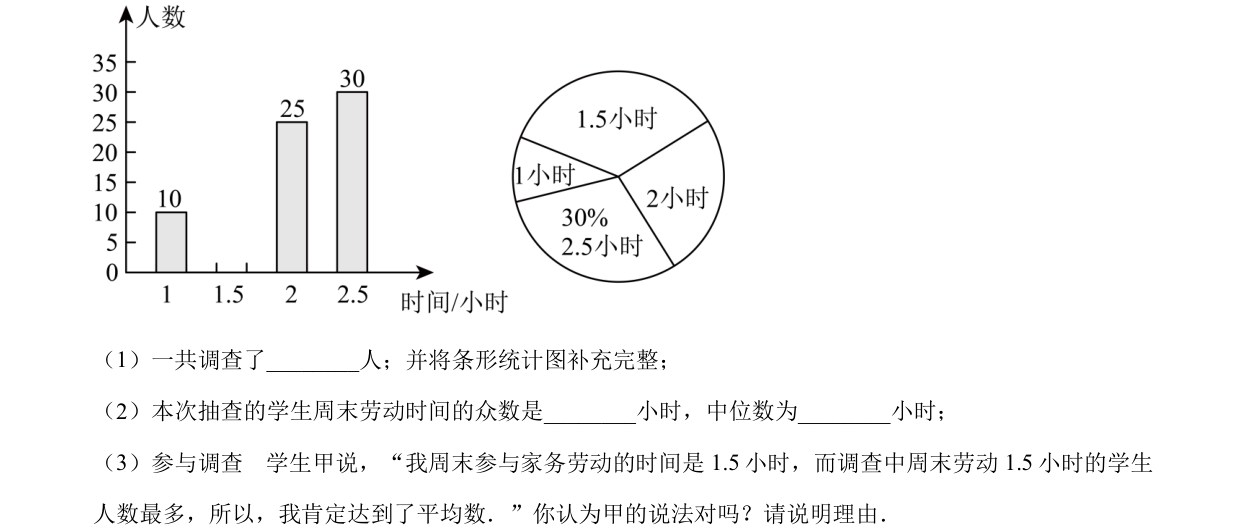 人数
35
30
25
20
15
10
5
0
10
25
30
1 1.5 2 2.5 时间/小时
1.5小时
1小时
2小时
30%
2.5小时
（1）一共调查了________人；并将条形统计图补充完整；
（2）本次抽查的学生周末劳动时间的众数是________小时，中位数为________小时；
（3）参与调查 学生甲说，“我周末参与家务劳动的时间是 1.5 小时，而调查中周末劳动 1.5 小时的学生
人数最多，所以，我肯定达到了平均数．”你认为甲的说法对吗？请说明理由．